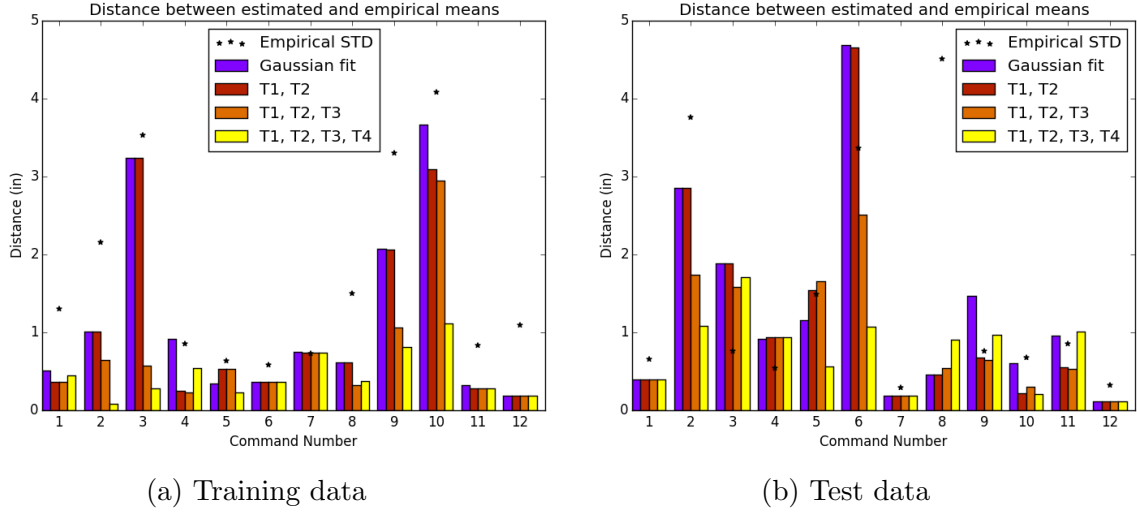 Distance between estimated and empirical means
5
4
3
2
1
0
Distance (in)
Empirical STD
Gaussian fit
T1, T2
T1, T2, T3
T1, T2, T3, T4
1 2 3 4 5 6 7 8 9 10 11 12
Command Number
(a) Training data
Distance between estimated and empirical means
5
4
3
2
1
0
Distance (in)
Empirical STD
Gaussian fit
T1, T2
T1, T2, T3
T1, T2, T3, T4
1 2 3 4 5 6 7 8 9 10 11 12
Command Number
(b) Test data